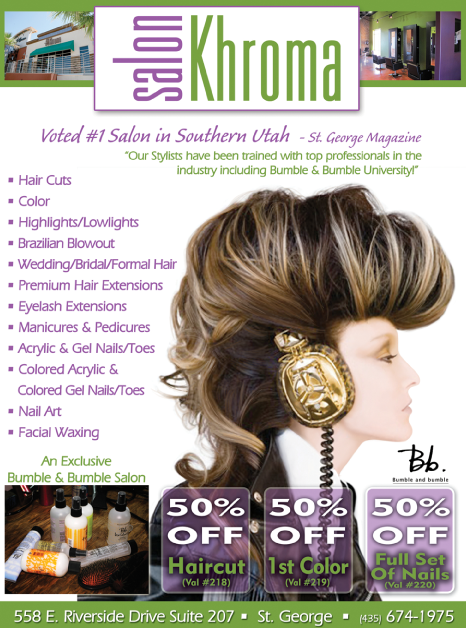 salon
Khroma
Voted #1 Salon in Southern Utah - St. George Magazine
"Our Stylists have been trained with top professionals in the
industry including Bumble & Bumble University!"
▪ Hair Cuts
▪ Color
▪ Highlights/Lowlights
▪ Brazilian Blowout
▪ Wedding/Bridal/Formal Hair
▪ Premium Hair Extensions
▪ Eyelash Extensions
▪ Manicures & Pedicures
▪ Acrylic & Gel Nails/Toes
▪ Colored Acrylic &
Colored Gel Nails/Toes
▪ Nail Art
▪ Facial Waxing
An Exclusive
Bumble & Bumble Salon
Bb.
Bumble and bumble
50%
OFF
Haircut
(Val #218)
50%
OFF
1st Color
(Val #219)
50%
OFF
Full Set
Of Nails
(Val #220)
558 E. Riverside Drive Suite 207 ▪ St. George ▪ (435) 674-1975